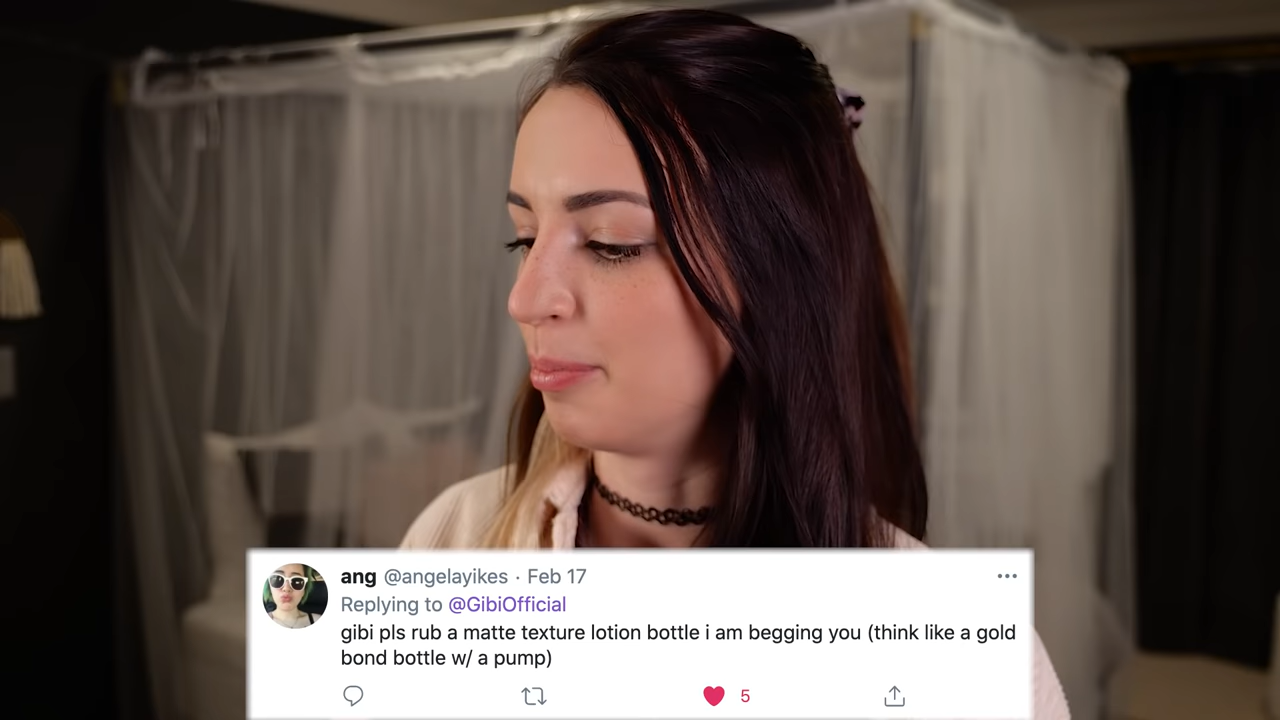 ang @angelayikes · Feb 17
Replying to @GibiOfficial
gibi pls rub a matte texture lotion bottle i am begging you (think like a gold
bond bottle w/ a pump)
5